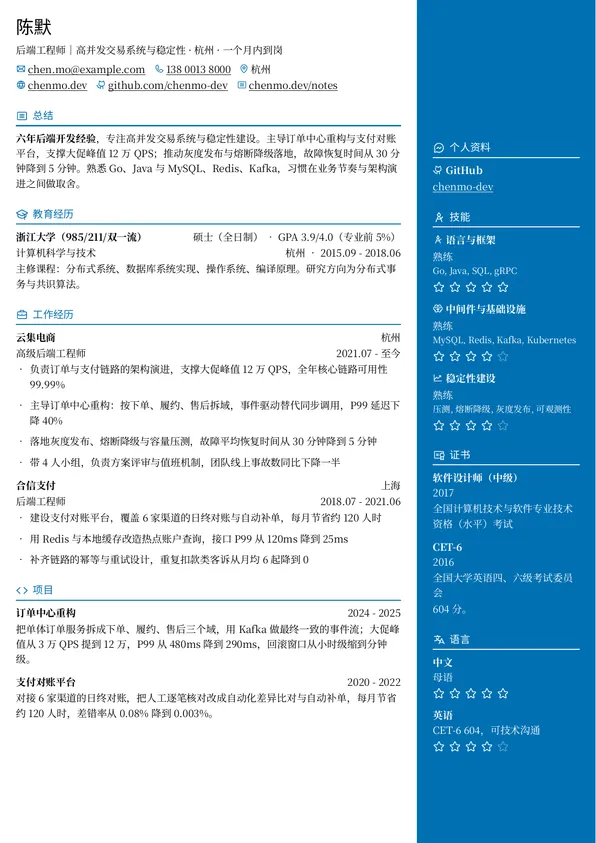 陈默
后端工程师｜高并发交易系统与稳定性 · 杭州 · 一个月内到岗
chen.mo@example.com 138 0013 8000 杭州
chenmo.dev github.com/chenmo-dev chenmo.dev/notes
总结
六年后端开发经验，专注高并发交易系统与稳定性建设。主导订单中心重构与支付对账
平台，支撑大促峰值 12 万 QPS；推动灰度发布与熔断降级落地，故障恢复时间从 30 分
钟降到 5 分钟。熟悉 Go、Java 与 MySQL、Redis、Kafka，习惯在业务节奏与架构演
进之间做取舍。
教育经历
浙江大学（985/211/双一流） 硕士（全日制） · GPA 3.9/4.0（专业前 5%）
计算机科学与技术 杭州 · 2015.09 - 2018.06
主修课程：分布式系统、数据库系统实现、操作系统、编译原理。研究方向为分布式事
务与共识算法。
工作经历
云集电商 杭州
高级后端工程师 2021.07 - 至今
· 负责订单与支付链路的架构演进，支撑大促峰值 12 万 QPS，全年核心链路可用性
99.99%
· 主导订单中心重构：按下单、履约、售后拆域，事件驱动替代同步调用，P99 延迟下
降 40%
· 落地灰度发布、熔断降级与容量压测，故障平均恢复时间从 30 分钟降到 5 分钟
· 带 4 人小组，负责方案评审与值班机制，团队线上事故数同比下降一半
合信支付 上海
后端工程师 2018.07 - 2021.06
· 建设支付对账平台，覆盖 6 家渠道的日终对账与自动补单，每月节省约 120 人时
· 用 Redis 与本地缓存改造热点账户查询，接口 P99 从 120ms 降到 25ms
· 补齐链路的幂等与重试设计，重复扣款类客诉从月均 6 起降到 0
项目
订单中心重构 2024 - 2025
把单体订单服务拆成下单、履约、售后三个域，用 Kafka 做最终一致的事件流；大促峰
值从 3 万 QPS 提到 12 万，P99 从 480ms 降到 290ms，回滚窗口从小时级缩到分钟
级。
支付对账平台 2020 - 2022
对接 6 家渠道的日终对账，把人工逐笔核对改成自动化差异比对与自动补单，每月节省
约 120 人时，差错率从 0.08% 降到 0.003%。
个人资料
GitHub
chenmo-dev
技能
语言与框架
熟练
Go, Java, SQL, gRPC
中间件与基础设施
熟练
MySQL, Redis, Kafka, Kubernetes
稳定性建设
熟练
压测, 熔断降级, 灰度发布, 可观测性
证书
软件设计师（中级）
2017
全国计算机技术与软件专业技术
资格（水平）考试
CET-6
2016
全国大学英语四、六级考试委员
会
604 分。
语言
中文
母语
英语
CET-6 604，可技术沟通